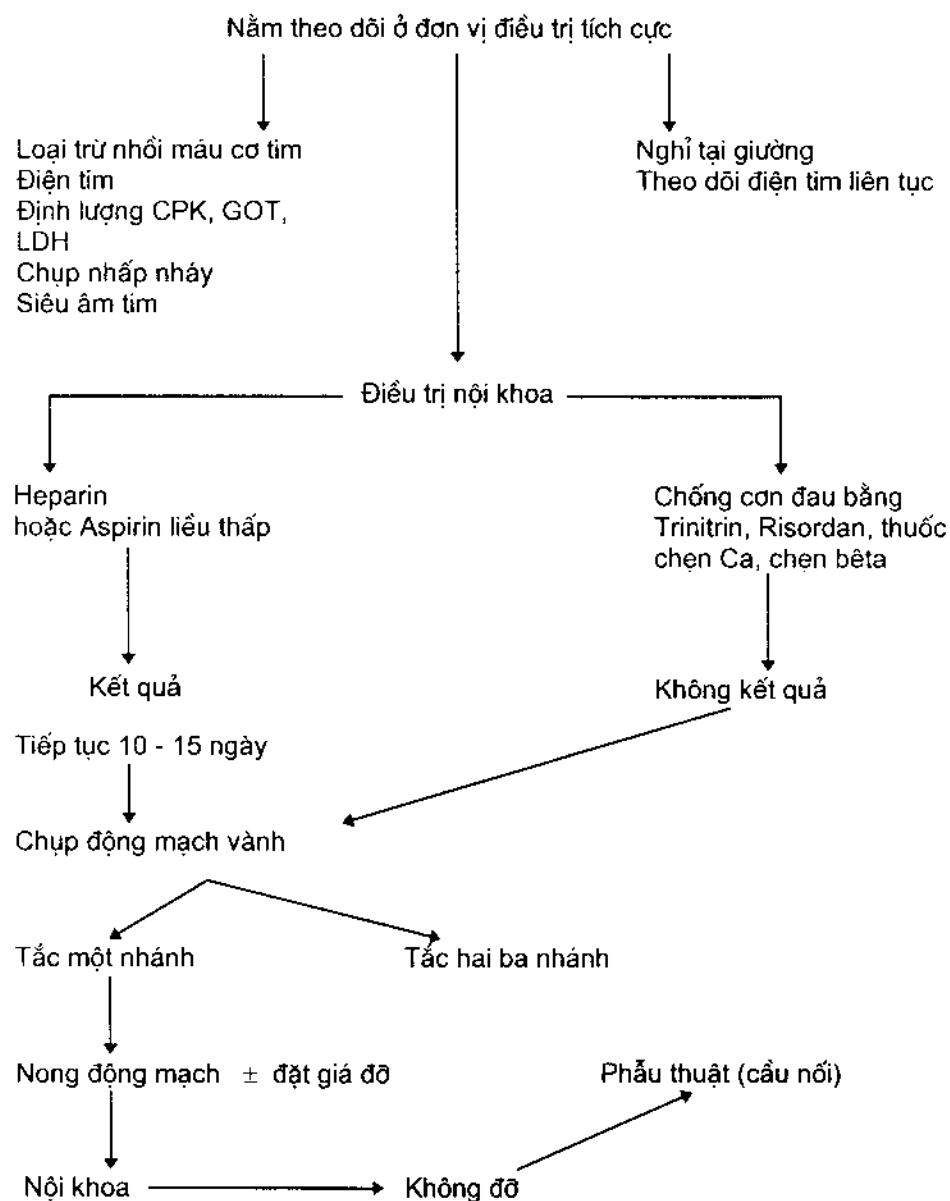 Nằm theo dõi ở đơn vị điều trị tích cực
Loại trừ nhồi máu cơ tim
Điện tim
Định lượng CPK, GOT,
LDH
Chụp nhấp nháy
Siêu âm tim
Nghỉ tại giường
Theo dõi điện tim liên tục
Điều trị nội khoa
Heparin
hoặc Aspirin liều thấp
Chống cơn đau bằng
Trinitrin, Risordan, thuốc
chẹn Ca, chẹn bêta
Kết quả
Không kết quả
Tiếp tục 10 - 15 ngày
Chụp động mạch vành
Tắc một nhánh
Tắc hai ba nhánh
Nong động mạch ± đặt giá đỡ
Phẫu thuật (cầu nối)
Nội khoa
Không đỡ